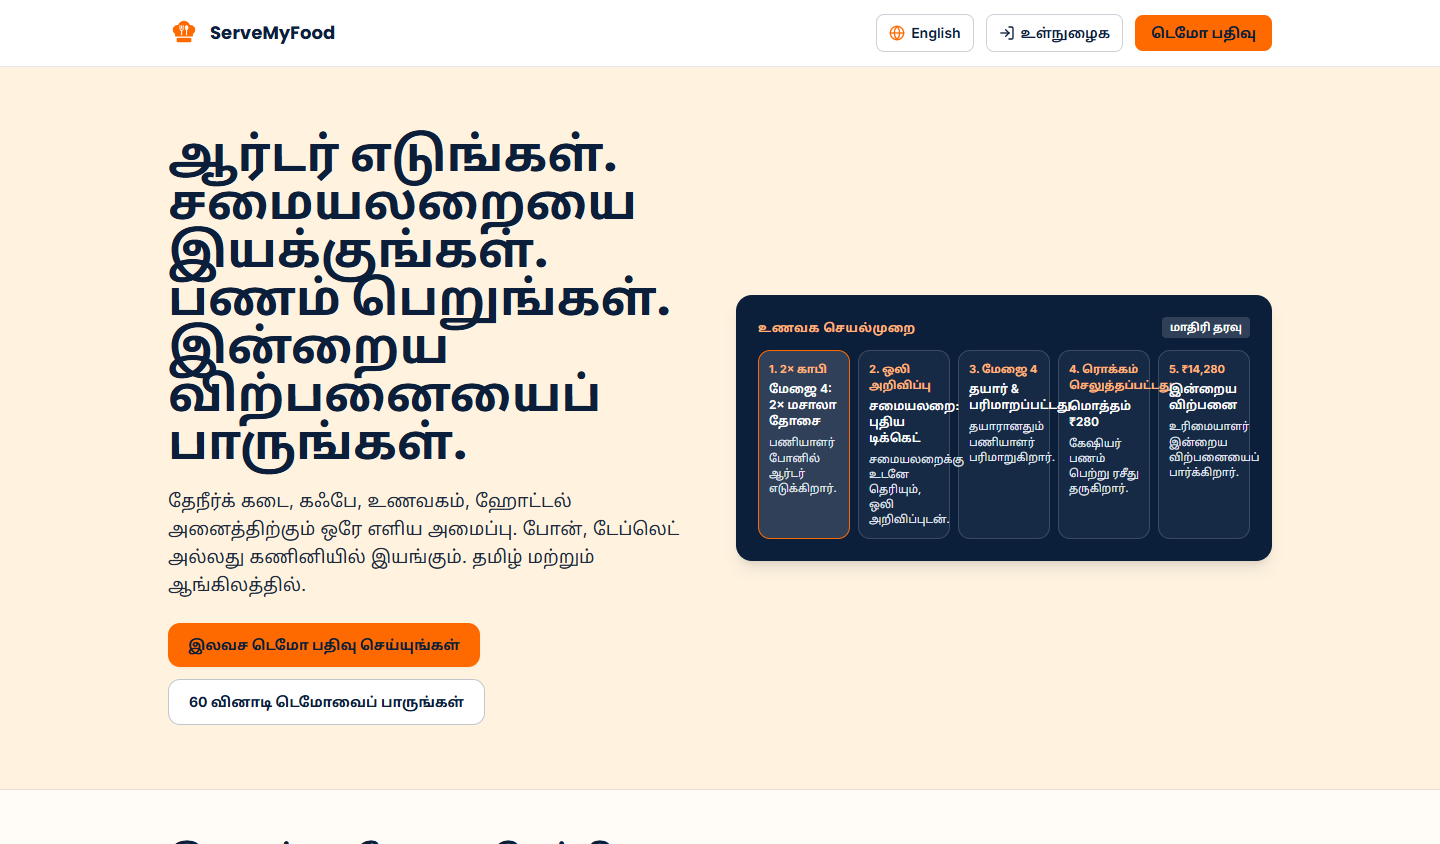 ServeMyFood
English
உள்நுழைக
டெமோ பதிவு
ஆர்டர் எடுங்கள்.
சமையலறையை
இயக்குங்கள்.
பணம் பெறுங்கள்.
இன்றைய
விற்பனையைப்
பாருங்கள்.
தேநீர்க் கடை, கஃபே, உணவகம், ஹோட்டல்
அனைத்திற்கும் ஒரே எளிய அமைப்பு. போன், டேப்லெட்
அல்லது கணினியில் இயங்கும். தமிழ் மற்றும்
ஆங்கிலத்தில்.
இலவச டெமோ பதிவு செய்யுங்கள்
60 வினாடி டெமோவைப் பாருங்கள்
உணவக செயல்முறை
மாதிரி தரவு
1. 2× காபி
மேஜை 4:
2× மசாலா
தோசை
பணியாளர்
போனில்
ஆர்டர்
எடுக்கிறார்.
2. ஒலி
அறிவிப்பு
சமையலறை:
புதிய
டிக்கெட்
சமையலறைக்கு
உடனே
தெரியும்,
ஒலி
அறிவிப்புடன்.
3. மேஜை 4
தயார் &
பரிமாறப்பட்டது
தயாரானதும்
பணியாளர்
பரிமாறுகிறார்.
4. ரொக்கம்
செலுத்தப்பட்டது
மொத்தம்
₹280
கேஷியர்
பணம்
பெற்று ரசீது
தருகிறார்.
5. ₹14,280
இன்றைய
விற்பனை
உரிமையாளர்
இன்றைய
விற்பனையைப்
பார்க்கிறார்.